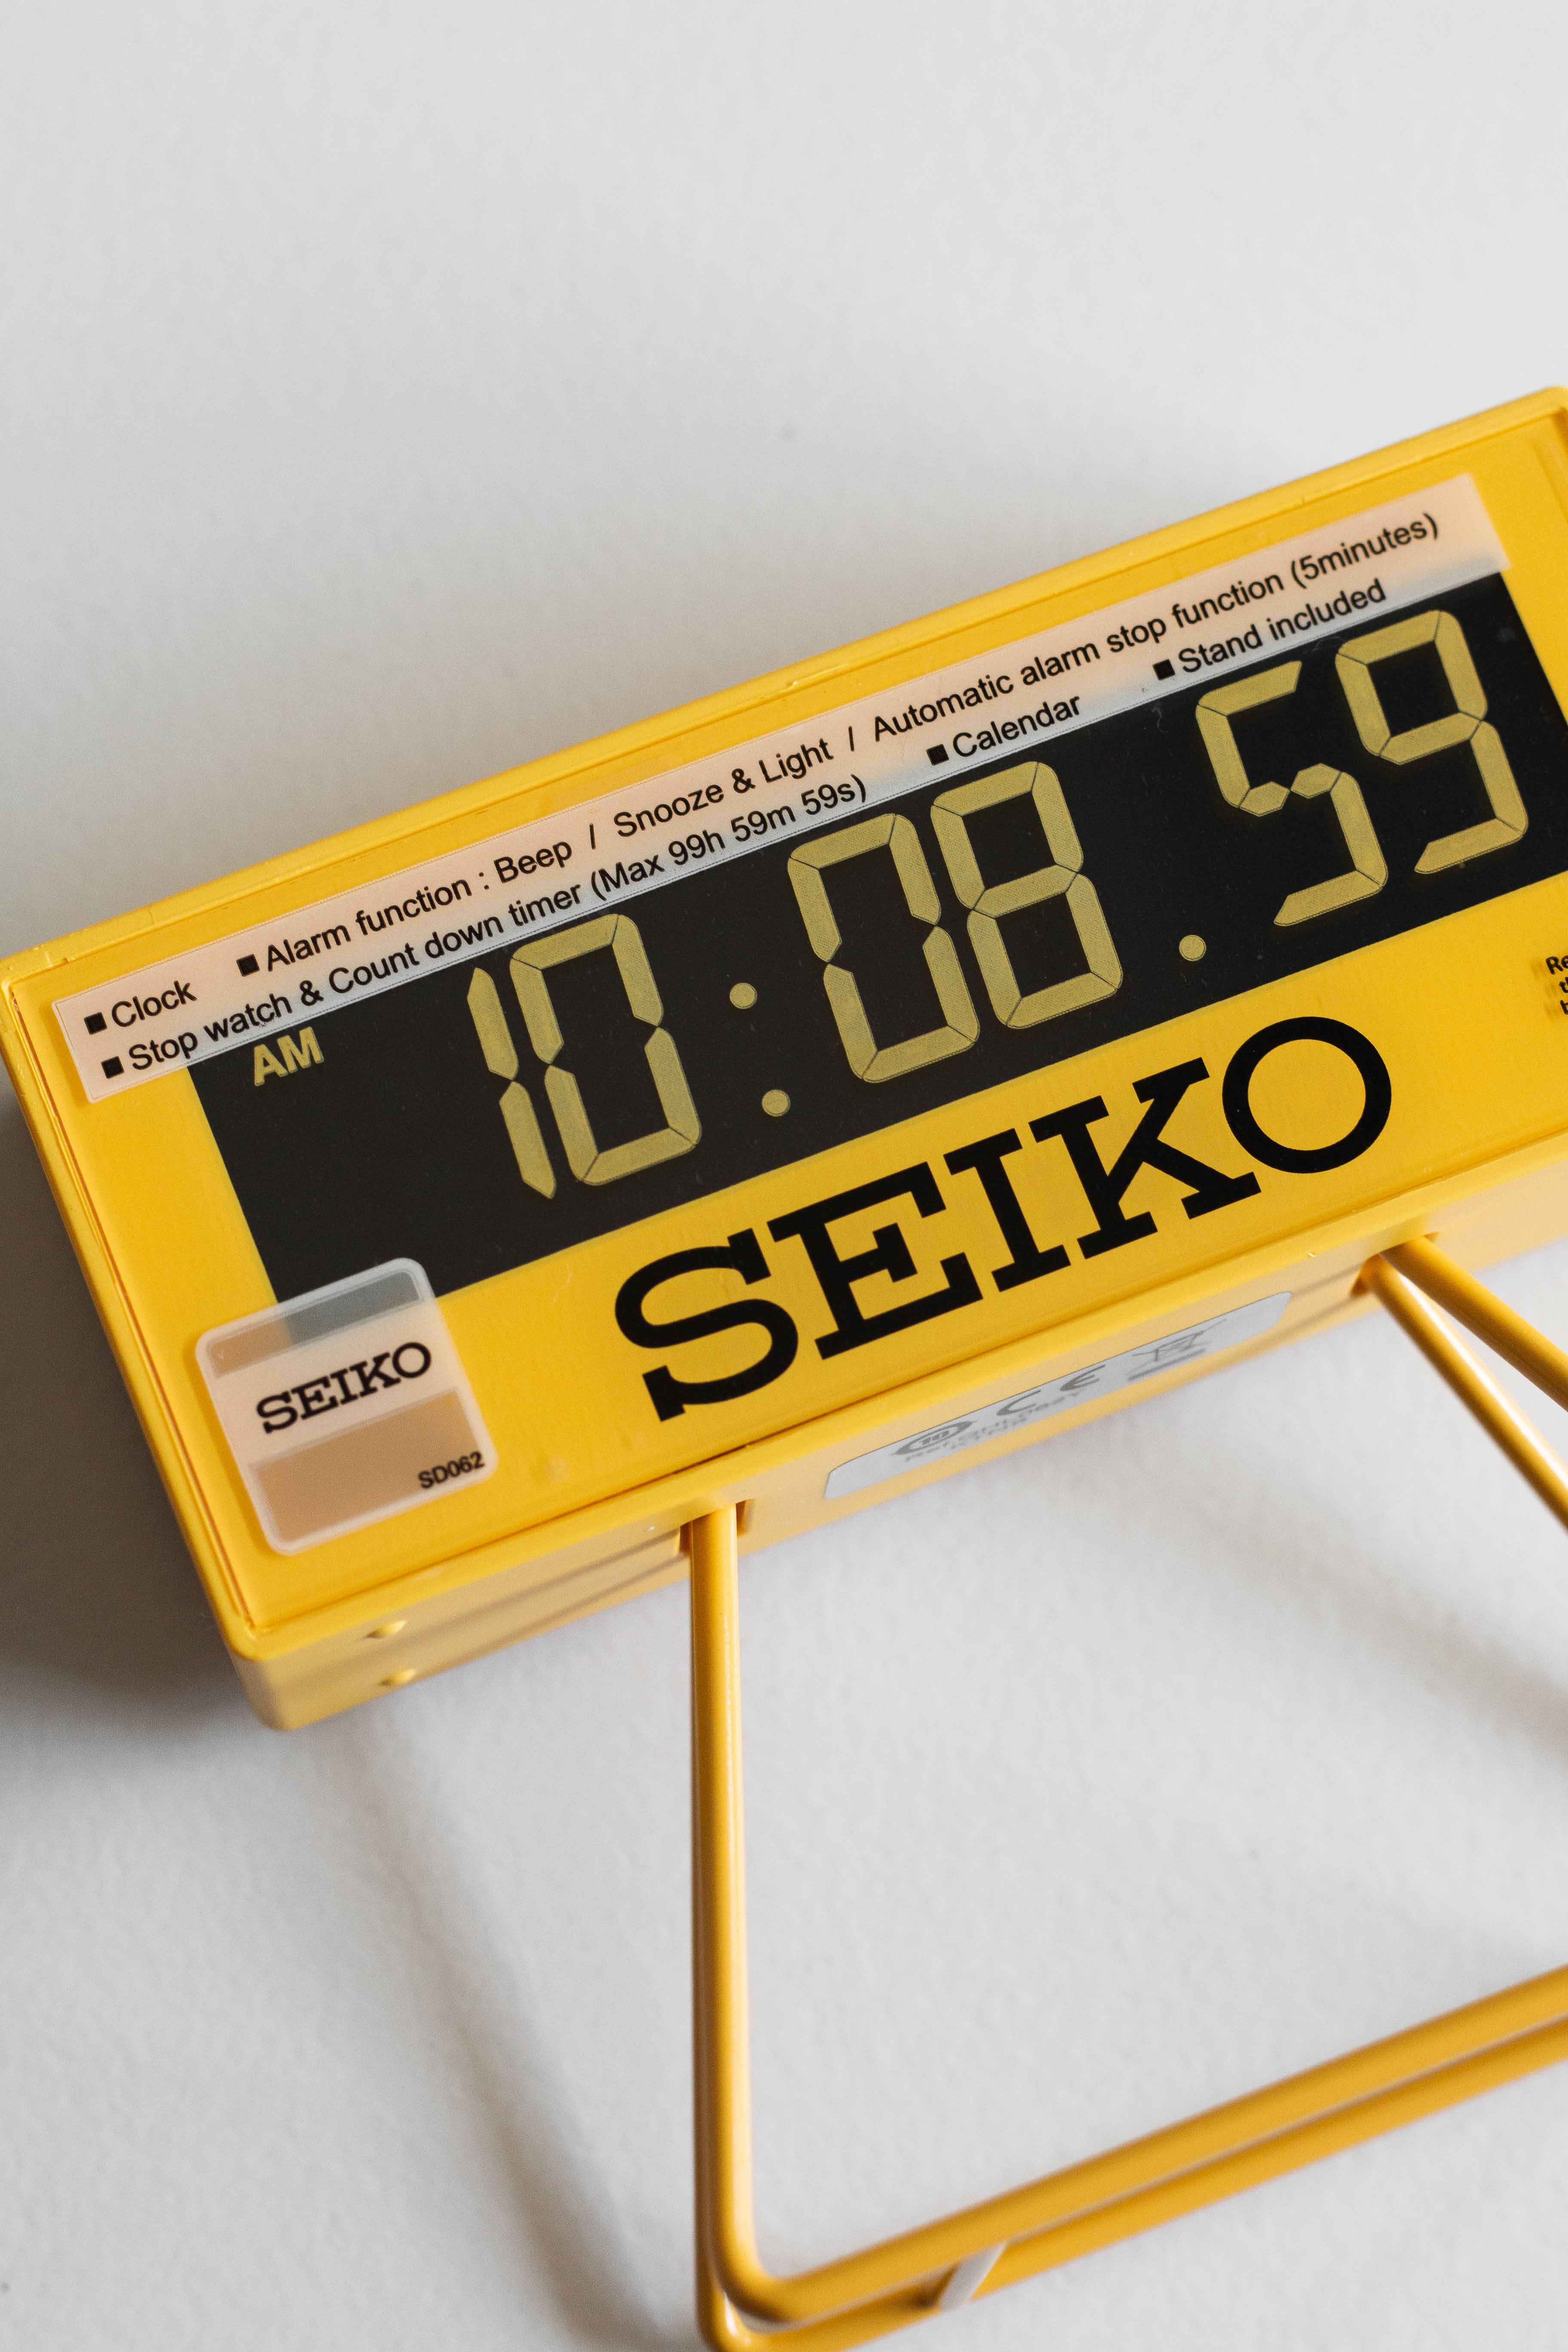 ■ Clock ■ Alarm function : Beep / Snooze & Light / Automatic alarm stop function (5minutes)
■ Stop watch & Count down timer (Max 99h 59m 59s) ■ Calendar ■ Stand included
AM 10:08.59
SEIKO
SEIKO
SD062
CE